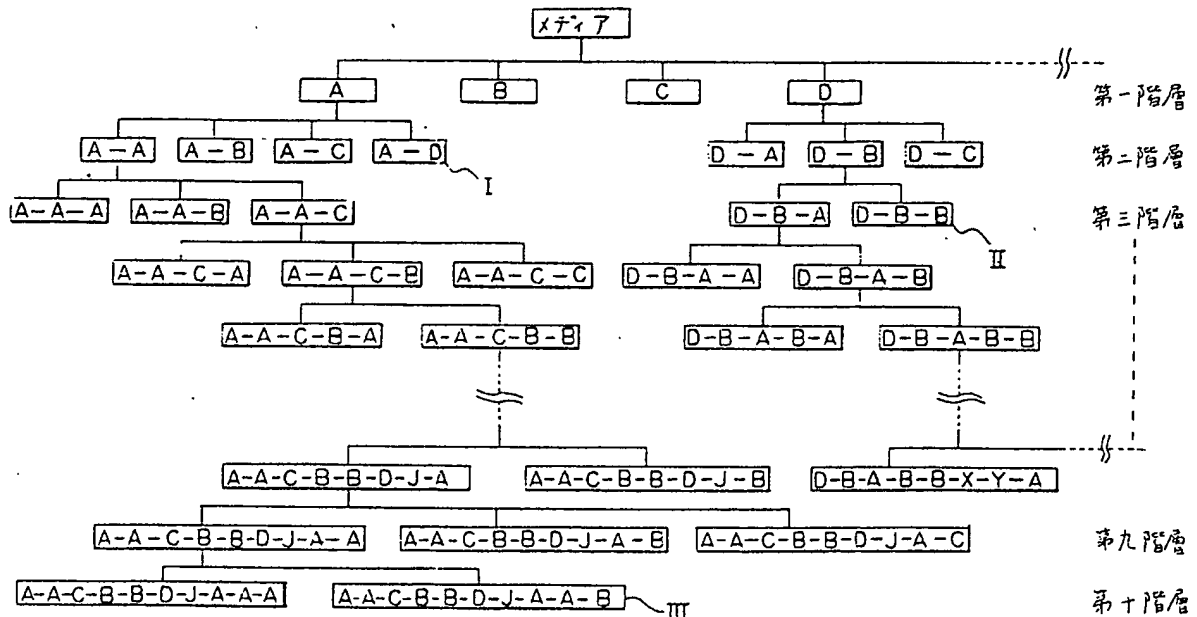 メディア
A B C D 第一階層
A-A A-B A-C A-D D-A D-B D-C 第二階層
I
A-A-A A-A-B A-A-C D-B-A D-B-B 第三階層
II
A-A-C-A A-A-C-B A-A-C-C D-B-A-A D-B-A-B
A-A-C-B-A A-A-C-B-B D-B-A-B-A D-B-A-B-B
A-A-C-B-B-D-J-A A-A-C-B-B-D-J-B D-B-A-B-B-X-Y-A
A-A-C-B-B-D-J-A-A A-A-C-B-B-D-J-A-B A-A-C-B-B-D-J-A-C 第九階層
A-A-C-B-B-D-J-A-A-A A-A-C-B-B-D-J-A-A-B III 第十階層